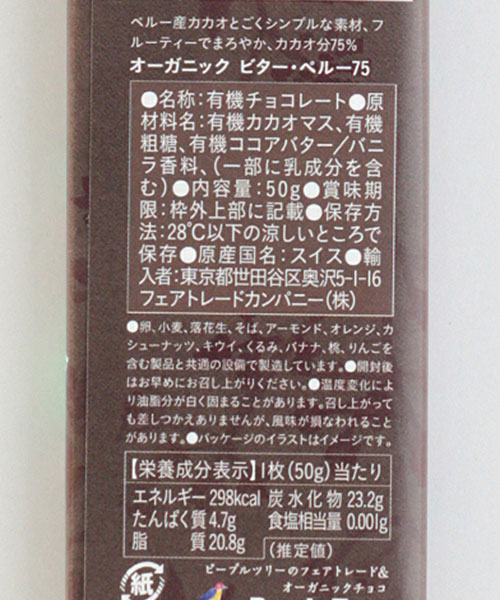 ペルー産カカオとごくシンプルな素材、フ
ルーティーでまろやか、カカオ分75%
オーガニック ビター・ペルー75
●名称:有機チョコレート●原
材料名:有機カカオマス、有機
粗糖、有機ココアバター/バニ
ラ香料、(一部に乳成分を含
む)●内容量:50g●賞味期
限:枠外上部に記載●保存方
法:28℃以下の涼しいところで
保存●原産国名:スイス●輸
入者:東京都世田谷区奥沢5-1-16
フェアトレードカンパニー(株)
●卵、小麦、落花生、そば、アーモンド、オレンジ、カ
シューナッツ、キウイ、くるみ、バナナ、桃、りんごを
含む製品と共通の設備で製造しています。●開封後
はお早めにお召し上がりください。●温度変化によ
り油脂分が白く固まることがあります。召し上がって
も差しつかえありませんが、風味が損なわれること
があります。●パッケージのイラストはイメージです。
【栄養成分表示】1枚(50g)当たり
エネルギー298kcal 炭水化物23.2g
たんぱく質4.7g 食塩相当量0.001g
脂 質 20.8g (推定値)
紙
ピープルツリーのフェアトレード&
オーガニックチョコ